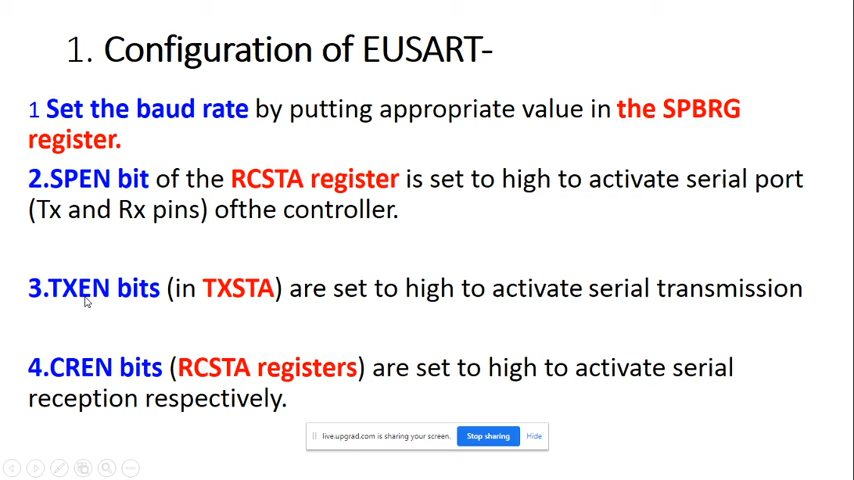 1. Configuration of EUSART-
1 Set the baud rate by putting appropriate value in the SPBRG
register.
2.SPEN bit of the RCSTA register is set to high to activate serial port
(Tx and Rx pins) ofthe controller.
3.TXEN bits (in TXSTA) are set to high to activate serial transmission
4.CREN bits (RCSTA registers) are set to high to activate serial
reception respectively.
live.upgrad.com is sharing your screen. Stop sharing Hide